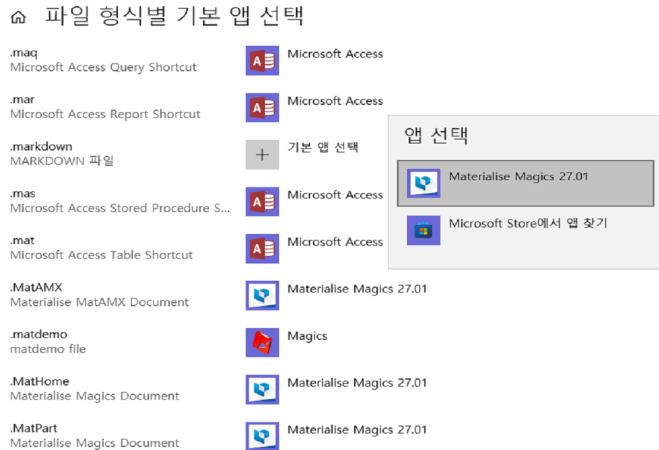 파일 형식별 기본 앱 선택
.maq
Microsoft Access Query Shortcut
Microsoft Access
.mar
Microsoft Access Report Shortcut
Microsoft Access
.markdown
MARKDOWN 파일
기본 앱 선택
.mas
Microsoft Access Stored Procedure S...
Microsoft Access
.mat
Microsoft Access Table Shortcut
Microsoft Access
.MatAMX
Materialise MatAMX Document
Materialise Magics 27.01
.matdemo
matdemo file
Magics
.MatHome
Materialise Magics Document
Materialise Magics 27.01
.MatPart
Materialise Magics Document
Materialise Magics 27.01
앱 선택
Materialise Magics 27.01
Microsoft Store에서 앱 찾기